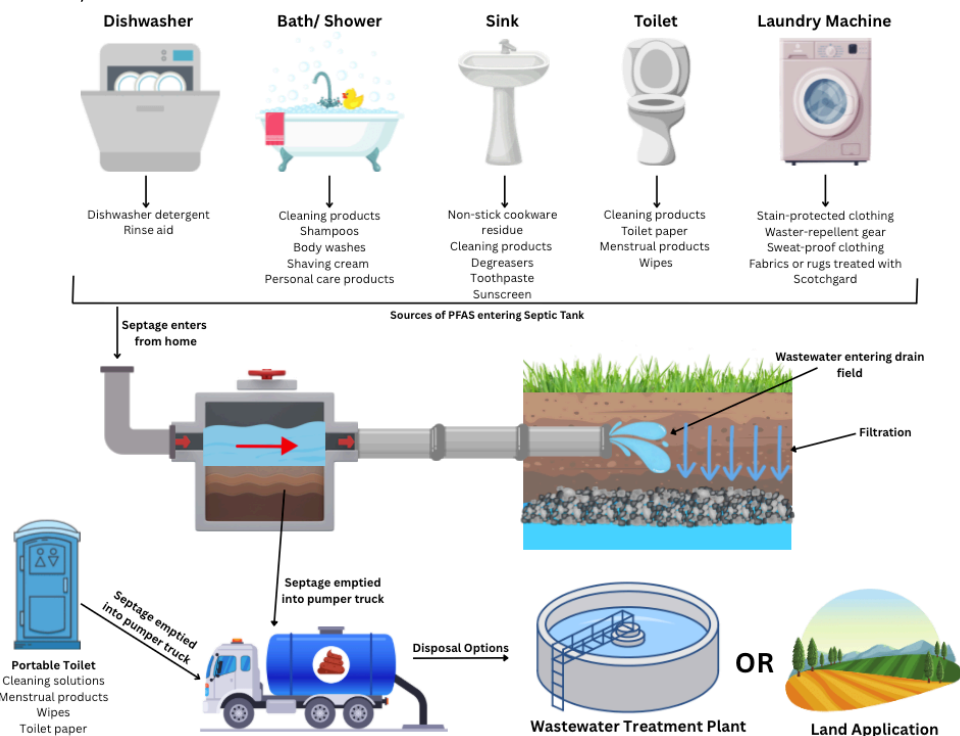 Dishwasher
Bath/ Shower
Sink
Toilet
Laundry Machine
Dishwasher detergent
Rinse aid
Cleaning products
Shampoos
Body washes
Shaving cream
Personal care products
Non-stick cookware
residue
Cleaning products
Degreasers
Toothpaste
Sunscreen
Cleaning products
Toilet paper
Menstrual products
Wipes
Stain-protected clothing
Waster-repellent gear
Sweat-proof clothing
Fabrics or rugs treated with
Scotchgard
Sources of PFAS entering Septic Tank
Septage enters
from home
Wastewater entering drain
field
Filtration
Septage emptied
into pumper truck
Septage emptied
into pumper truck
Portable Toilet
Cleaning solutions
Menstrual products
Wipes
Toilet paper
Disposal Options
Wastewater Treatment Plant
OR
Land Application